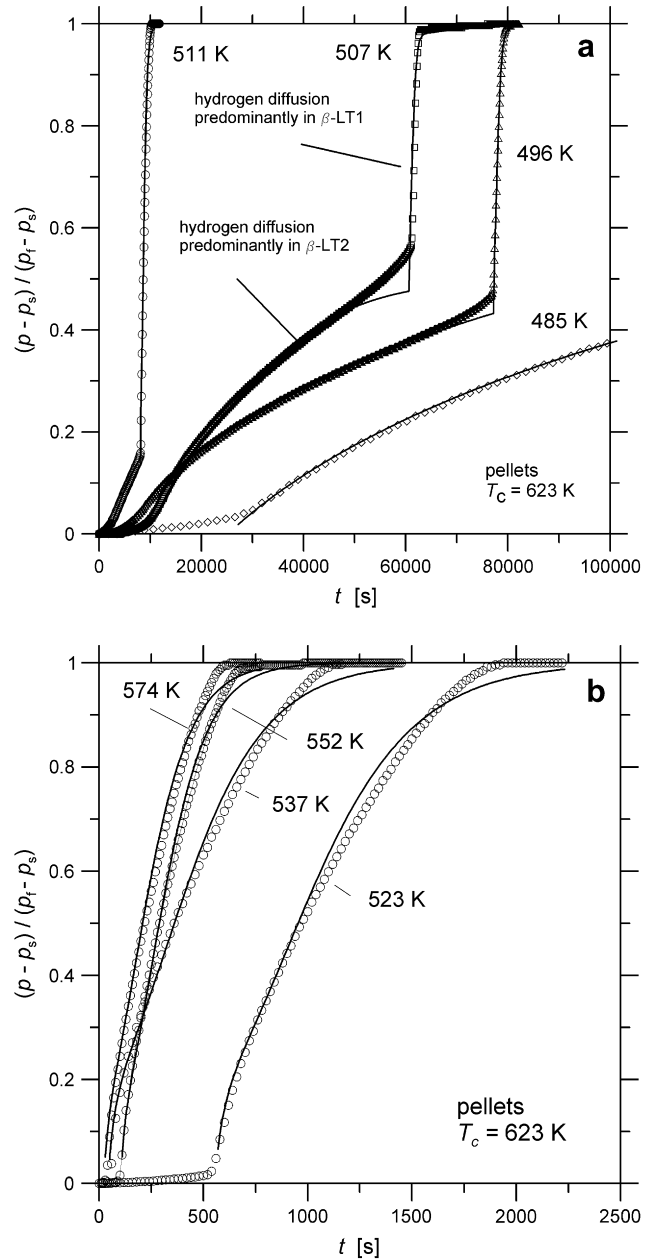 1
a
511 K
507 K
hydrogen diffusion
predominantly in β-LT1
0.8
496 K
(p - ps) / (pf - ps)
0.6
hydrogen diffusion
predominantly in β-LT2
485 K
0.4
0.2
pellets
TC = 623 K
0
0
20000
40000
60000
80000
100000
t [s]
1
b
574 K
552 K
0.8
537 K
(p - ps) / (pf - ps)
0.6
523 K
0.4
0.2
pellets
Tc = 623 K
0
0
500
1000
1500
2000
2500
t [s]